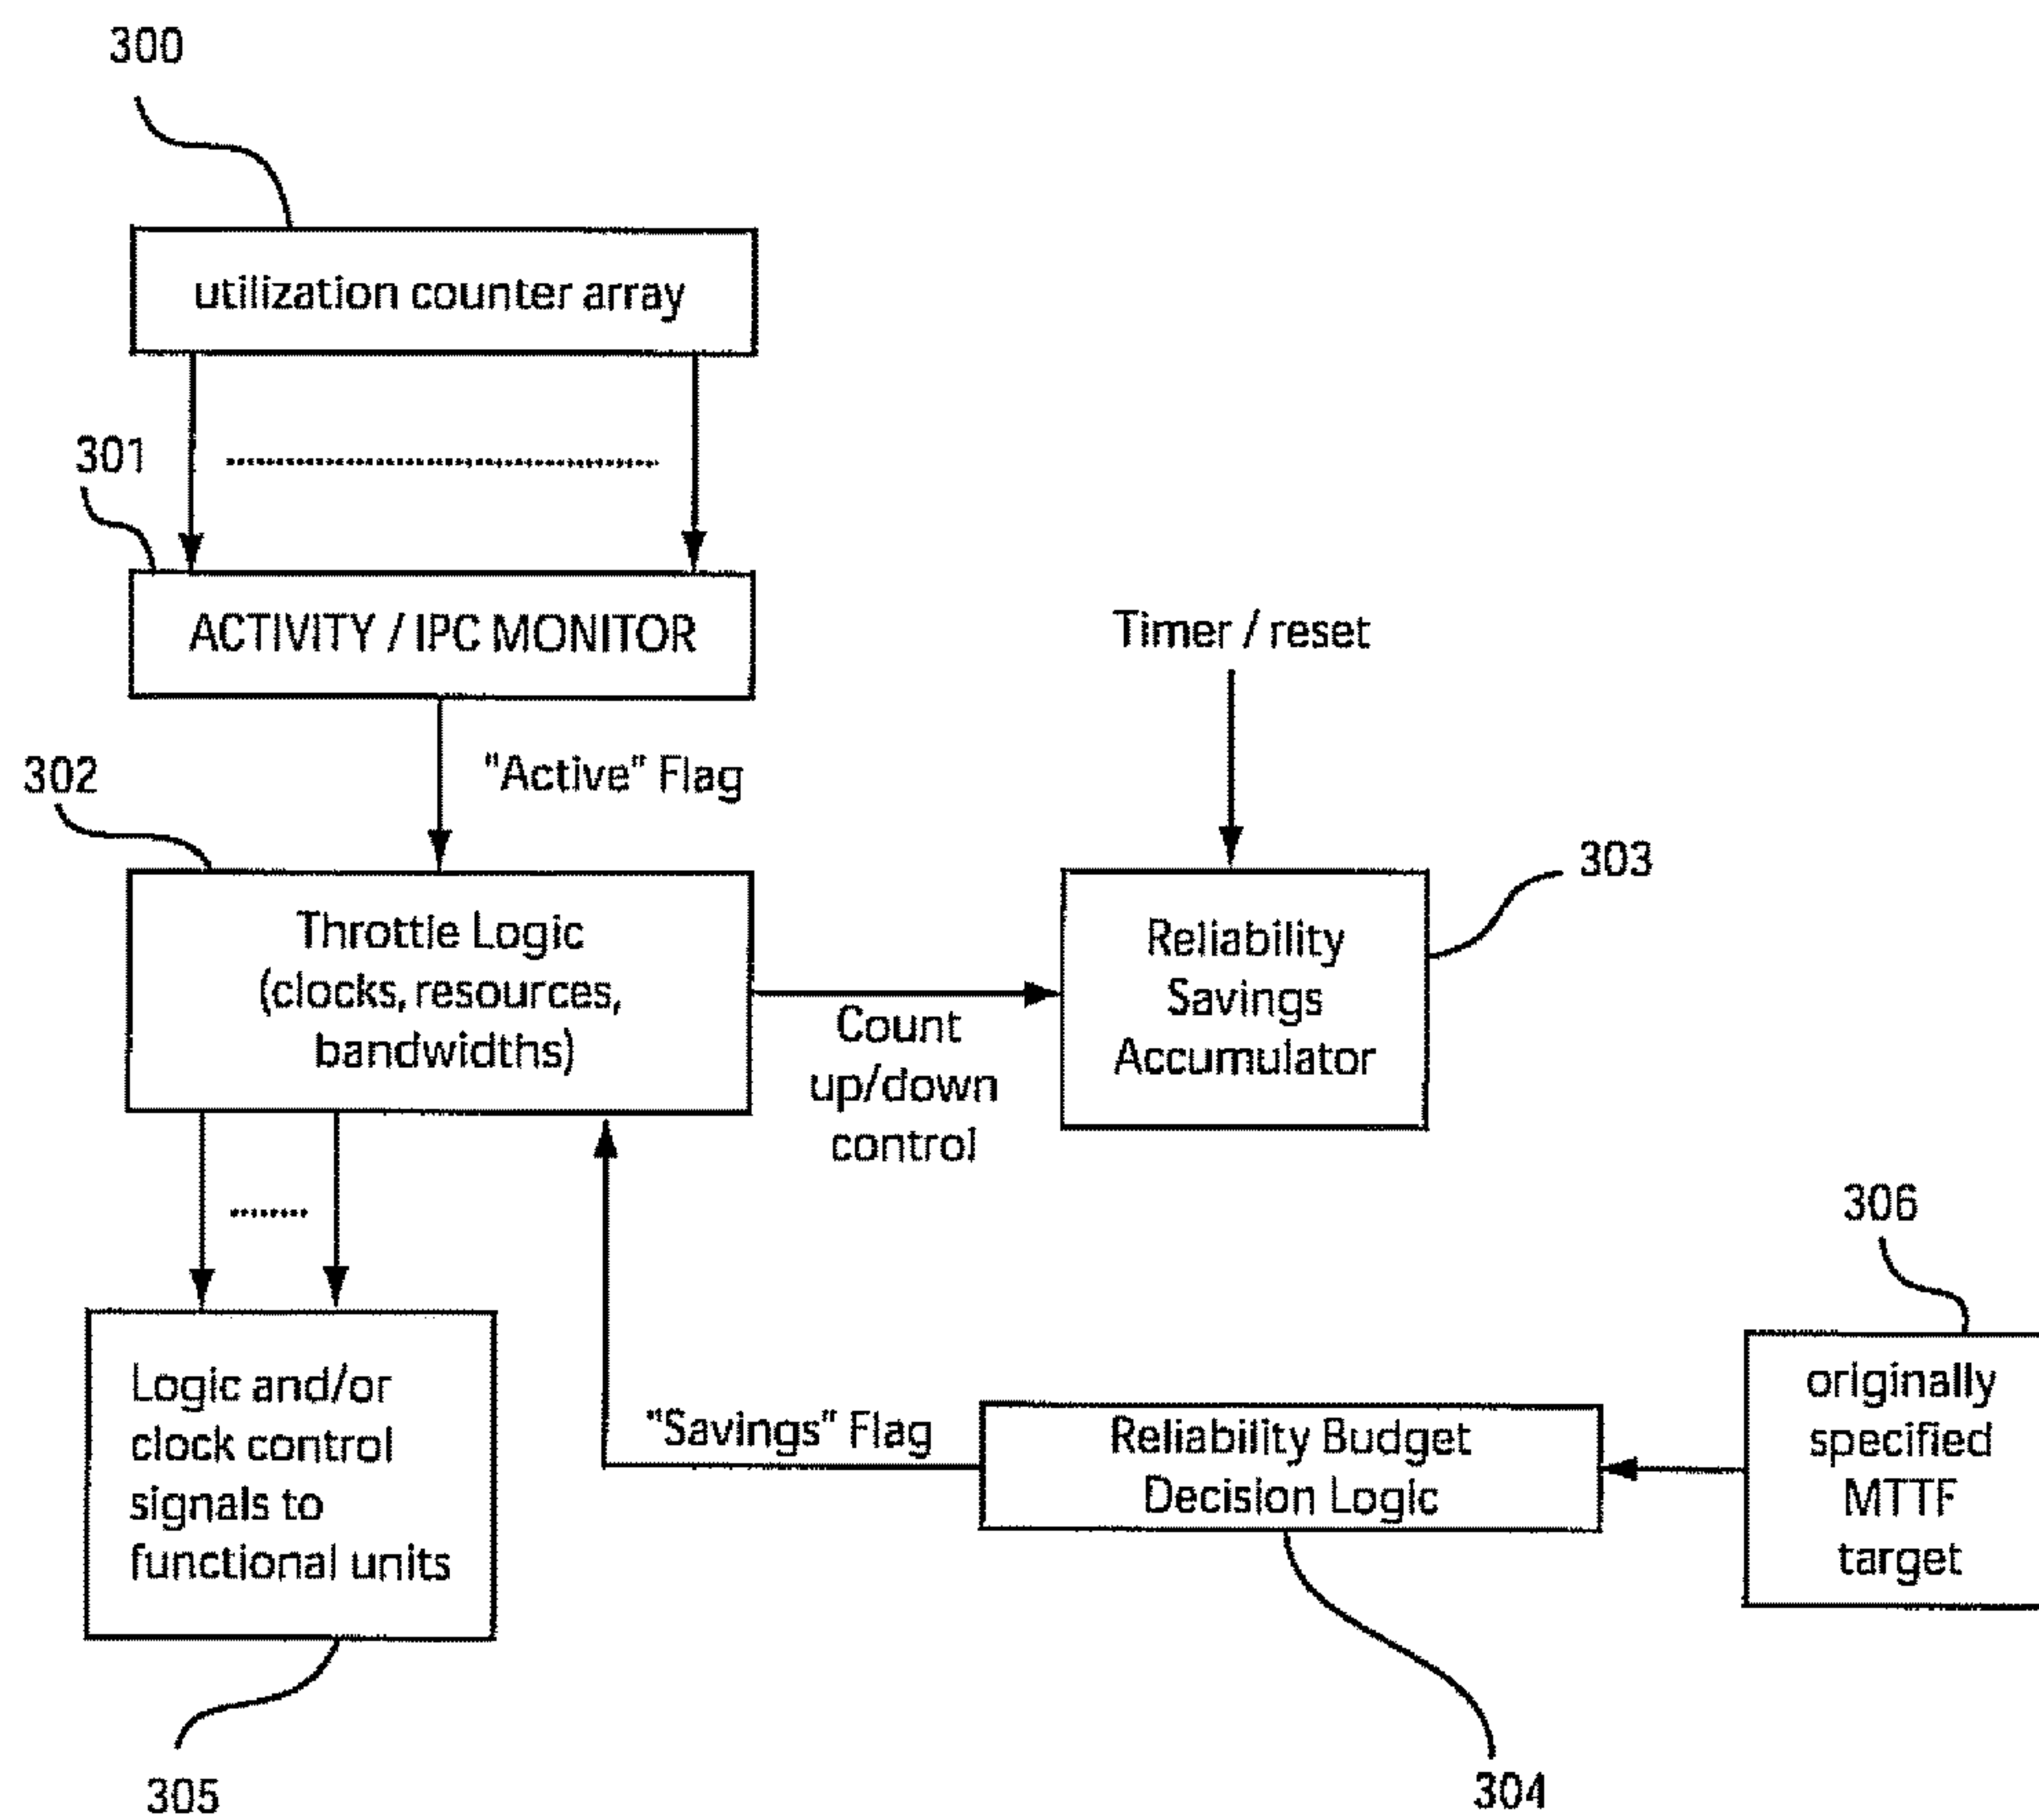 300
utilization counter array
301
ACTIVITY / IPC MONITOR
"Active" Flag
302
Throttle Logic
(clocks, resources,
bandwidths)
Timer / reset
303
Reliability
Savings
Accumulator
Count
up/down
control
Logic and/or
clock control
signals to
functional units
305
"Savings" Flag
Reliability Budget
Decision Logic
304
306
originally
specified
MTTF
target